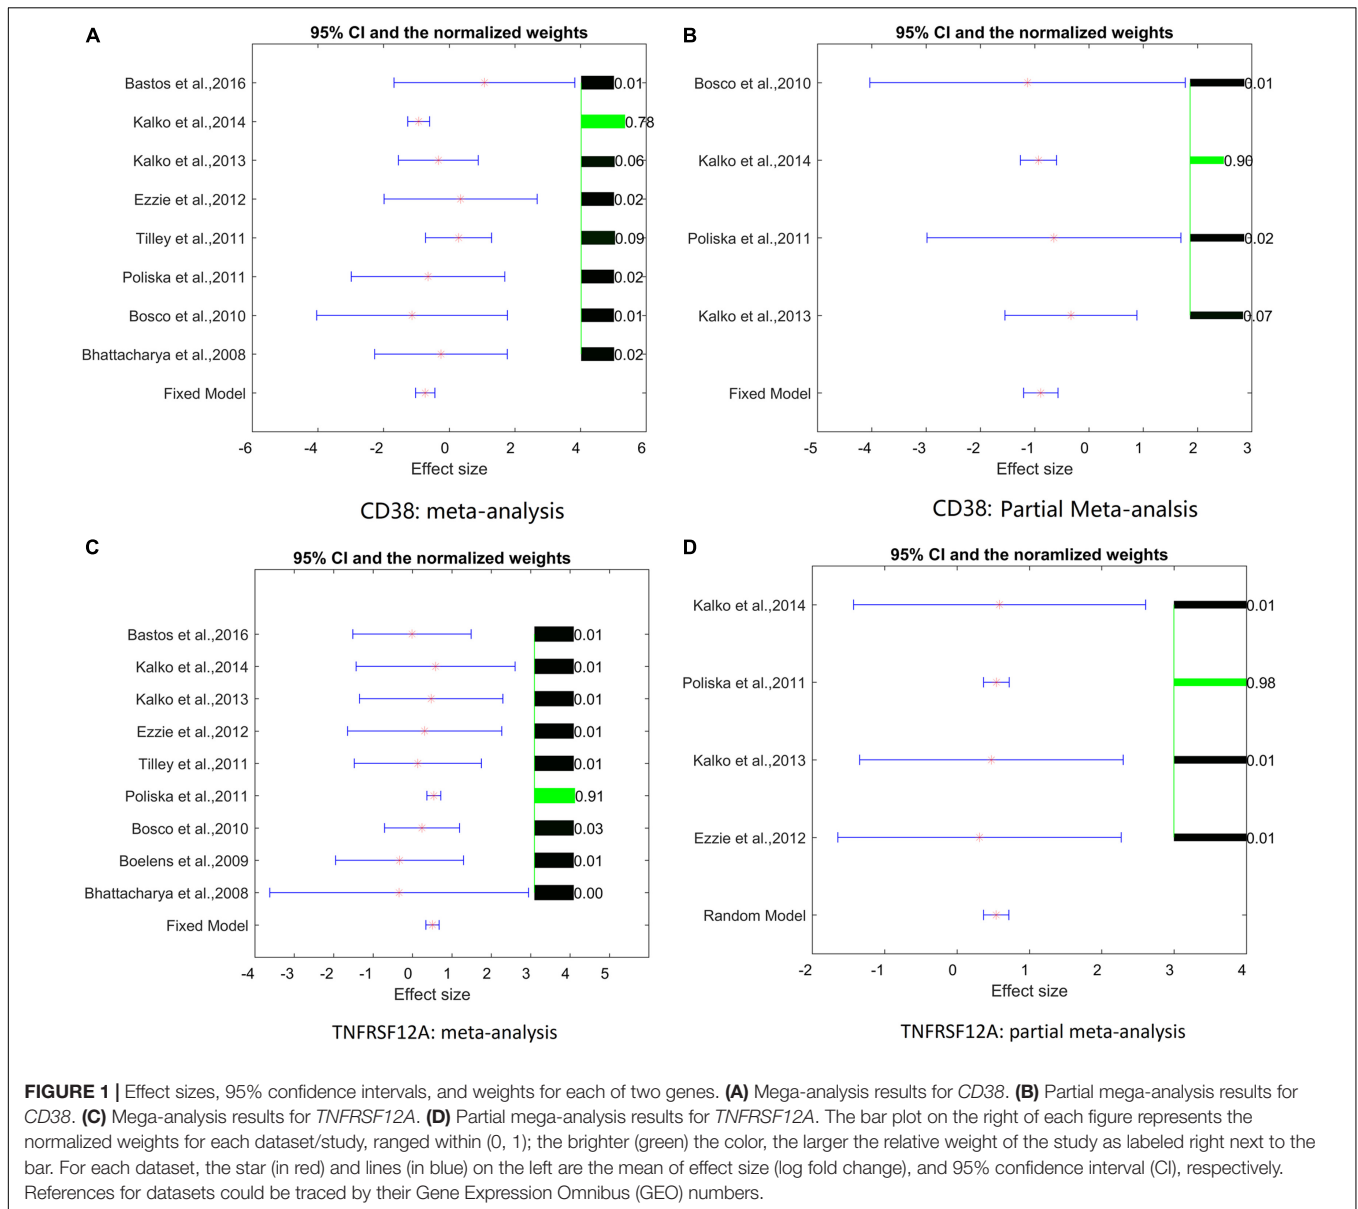 A
95% CI and the normalized weights
Bastos et al.,2016
0.01
Kalko et al.,2014
0.78
Kalko et al.,2013
0.06
Ezzie et al.,2012
0.02
Tilley et al.,2011
0.09
Poliska et al.,2011
0.02
Bosco et al.,2010
0.01
Bhattacharya et al.,2008
0.02
Fixed Model
-6 -4 -2 0 2 4 6
Effect size
CD38: meta-analysis
B
95% CI and the normalized weights
Bosco et al.,2010
0.01
Kalko et al.,2014
0.90
Poliska et al.,2011
0.02
Kalko et al.,2013
0.07
Fixed Model
-5 -4 -3 -2 -1 0 1 2 3
Effect size
CD38: Partial Meta-analsis
C
95% CI and the normalized weights
Bastos et al.,2016
0.01
Kalko et al.,2014
0.01
Kalko et al.,2013
0.01
Ezzie et al.,2012
0.01
Tilley et al.,2011
0.01
Poliska et al.,2011
0.91
Bosco et al.,2010
0.03
Boelens et al.,2009
0.01
Bhattacharya et al.,2008
0.00
Fixed Model
-4 -3 -2 -1 0 1 2 3 4 5
Effect size
TNFRSF12A: meta-analysis
D
95% CI and the noramlized weights
Kalko et al.,2014
0.01
Poliska et al.,2011
0.98
Kalko et al.,2013
0.01
Ezzie et al.,2012
0.01
Random Model
-2 -1 0 1 2 3 4
Effect size
TNFRSF12A: partial meta-analysis
FIGURE 1 | Effect sizes, 95% confidence intervals, and weights for each of two genes. (A) Mega-analysis results for CD38. (B) Partial mega-analysis results for
CD38. (C) Mega-analysis results for TNFRSF12A. (D) Partial mega-analysis results for TNFRSF12A. The bar plot on the right of each figure represents the
normalized weights for each dataset/study, ranged within (0, 1); the brighter (green) the color, the larger the relative weight of the study as labeled right next to the
bar. For each dataset, the star (in red) and lines (in blue) on the left are the mean of effect size (log fold change), and 95% confidence interval (CI), respectively.
References for datasets could be traced by their Gene Expression Omnibus (GEO) numbers.